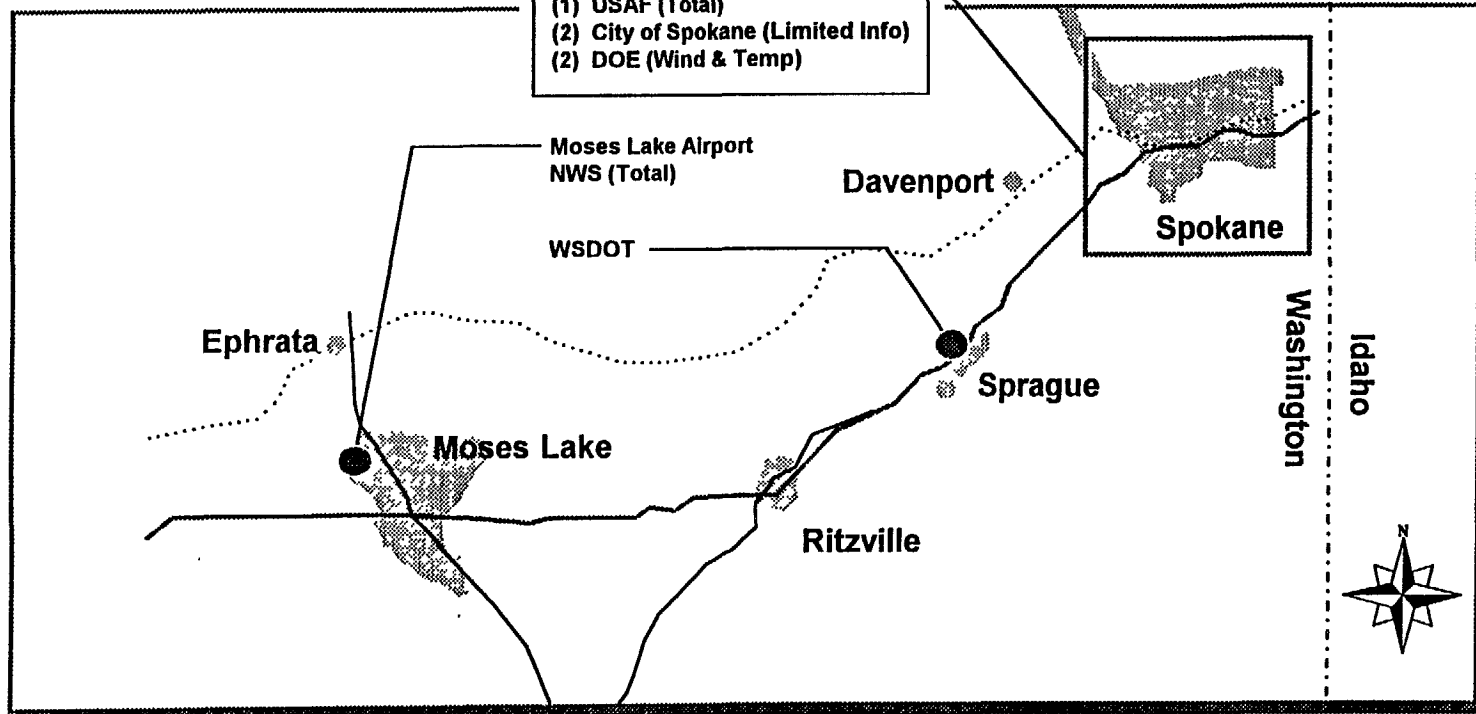 (1) USAF (Total)
(2) City of Spokane (Limited Info)
(2) DOE (Wind & Temp)
Moses Lake Airport
NWS (Total)
Davenport
Spokane
WSDOT
Ephrata
Sprague
Washington
Idaho
Moses Lake
Ritzville
N